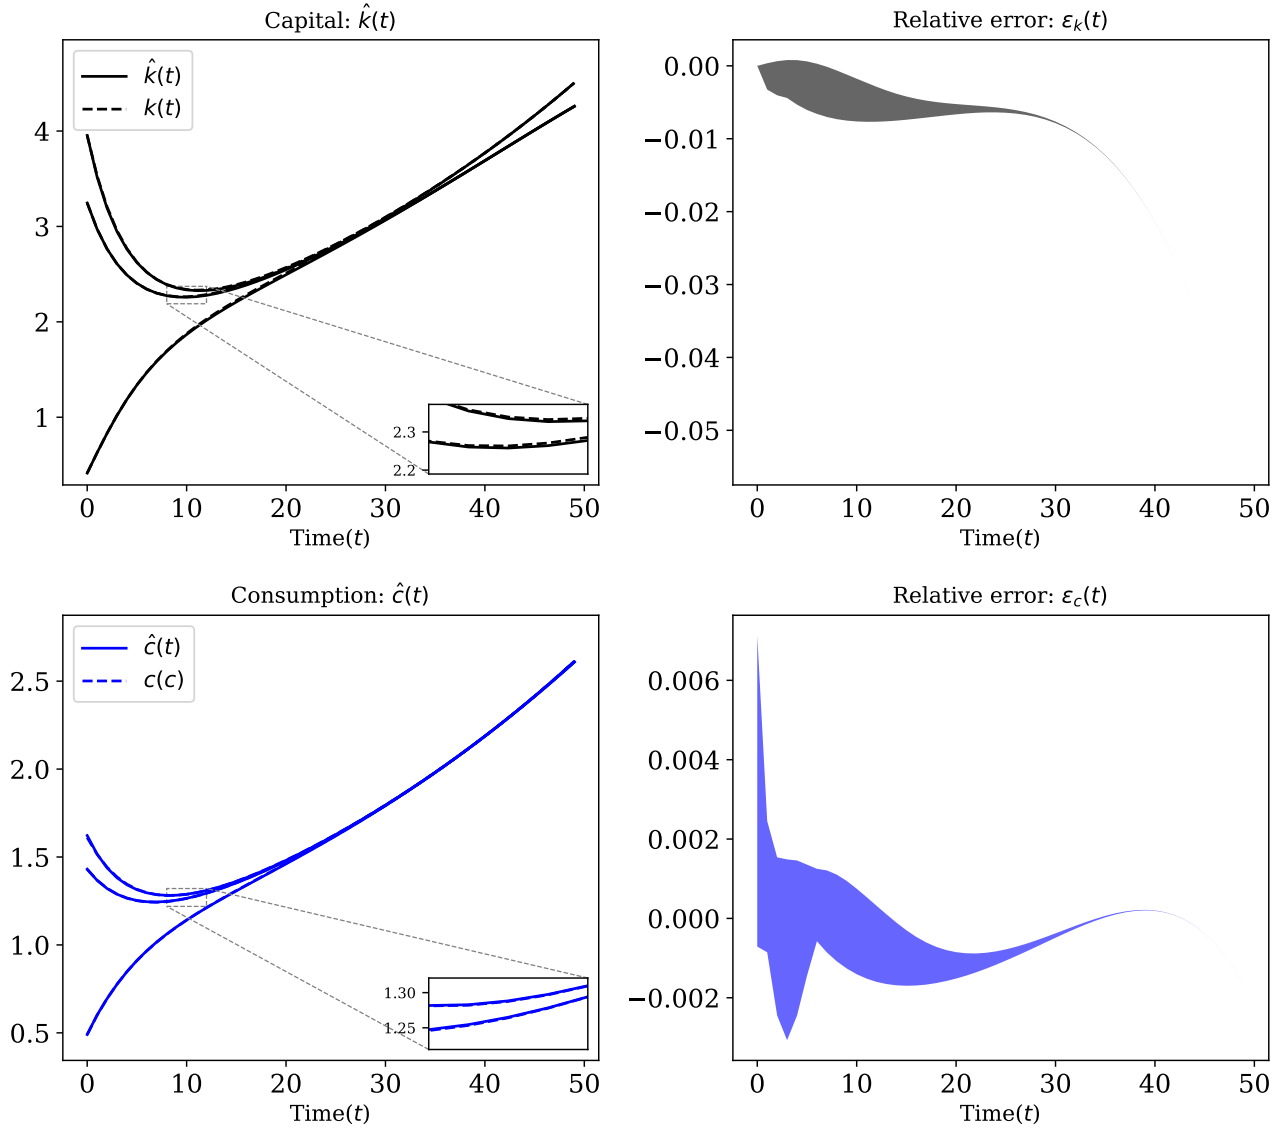 Capital: k̂(t)
k̂(t)
k(t)
4
3
2
1
2.3
2.2
0 10 20 30 40 50
Time(t)
Relative error: εk(t)
0.00
−0.01
−0.02
−0.03
−0.04
−0.05
0 10 20 30 40 50
Time(t)
Consumption: ĉ(t)
ĉ(t)
c(c)
2.5
2.0
1.5
1.0
0.5
1.30
1.25
0 10 20 30 40 50
Time(t)
Relative error: εc(t)
0.006
0.004
0.002
0.000
−0.002
0 10 20 30 40 50
Time(t)